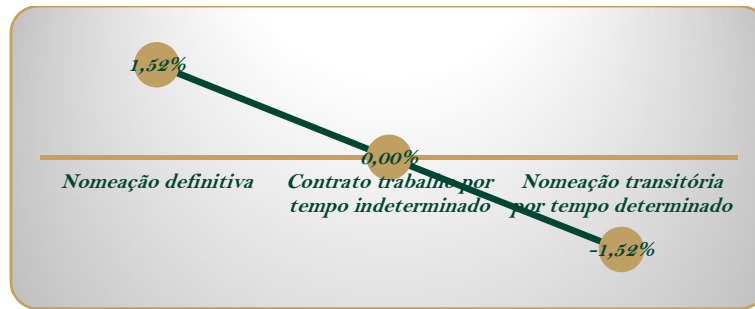 1,52%
0,00%
Nomeação definitiva
Contrato trabalho por
tempo indeterminado
Nomeação transitória
por tempo determinado
-1,52%